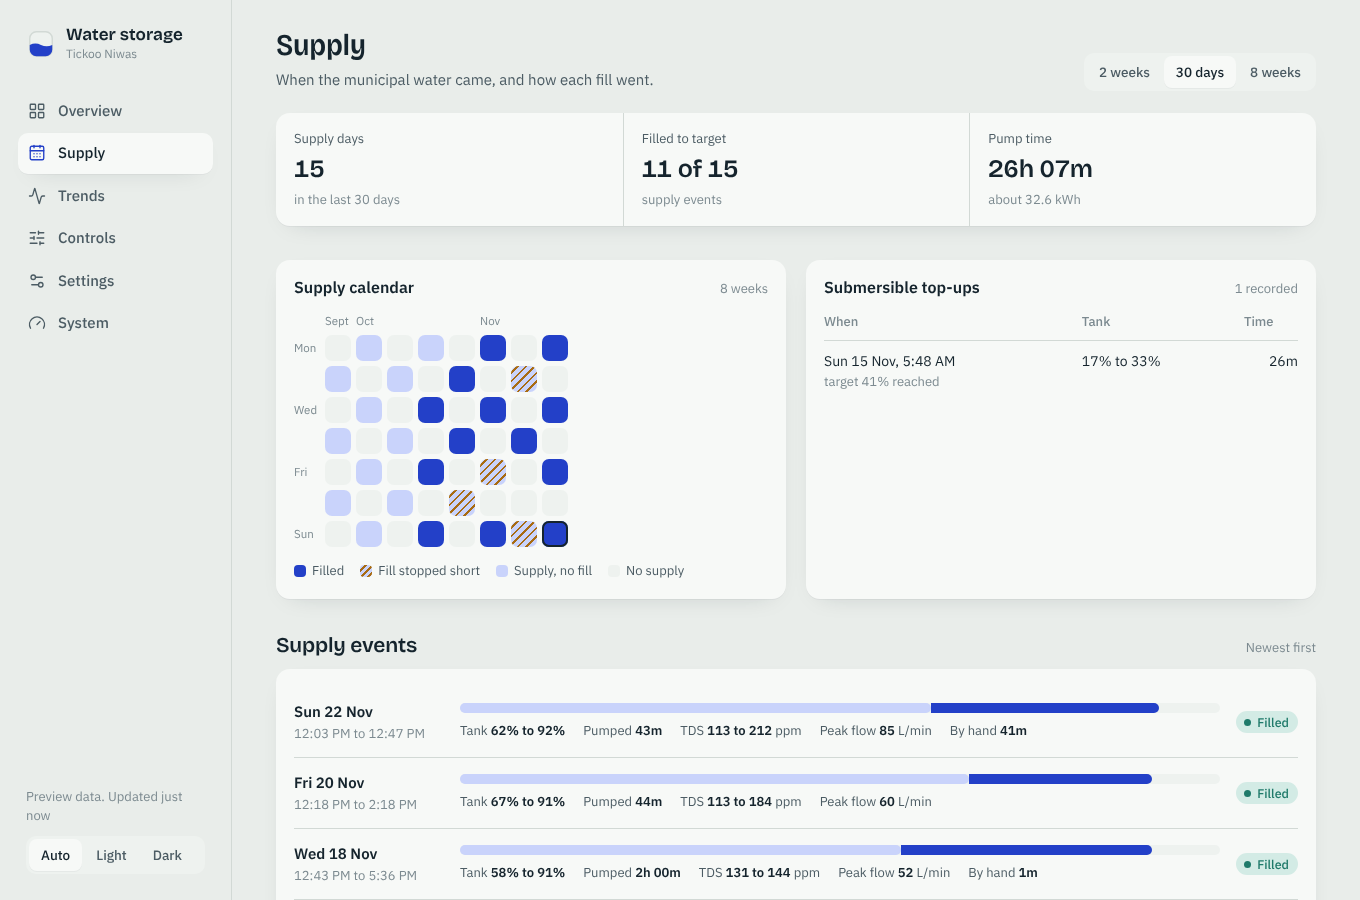 Water storage
Tickoo Niwas
Overview
Supply
Trends
Controls
Settings
System
Preview data. Updated just
now
Auto Light Dark
Supply
When the municipal water came, and how each fill went.
2 weeks 30 days 8 weeks
Supply days
15
in the last 30 days
Filled to target
11 of 15
supply events
Pump time
26h 07m
about 32.6 kWh
Supply calendar 8 weeks
Sept Oct Nov
Mon
Wed
Fri
Sun
Filled Fill stopped short Supply, no fill No supply
Submersible top-ups 1 recorded
When Tank Time
Sun 15 Nov, 5:48 AM 17% to 33% 26m
target 41% reached
Supply events Newest first
Sun 22 Nov
12:03 PM to 12:47 PM
Tank 62% to 92% Pumped 43m TDS 113 to 212 ppm Peak flow 85 L/min By hand 41m
Filled
Fri 20 Nov
12:18 PM to 2:18 PM
Tank 67% to 91% Pumped 44m TDS 113 to 184 ppm Peak flow 60 L/min
Filled
Wed 18 Nov
12:43 PM to 5:36 PM
Tank 58% to 91% Pumped 2h 00m TDS 131 to 144 ppm Peak flow 52 L/min By hand 1m
Filled